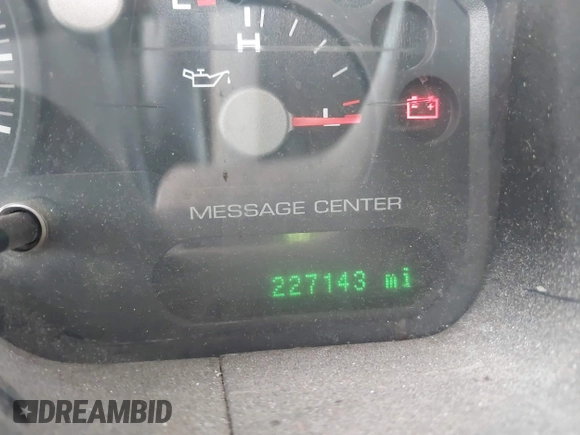 E
H
L
MESSAGE CENTER
227143 mi
DREAMBID